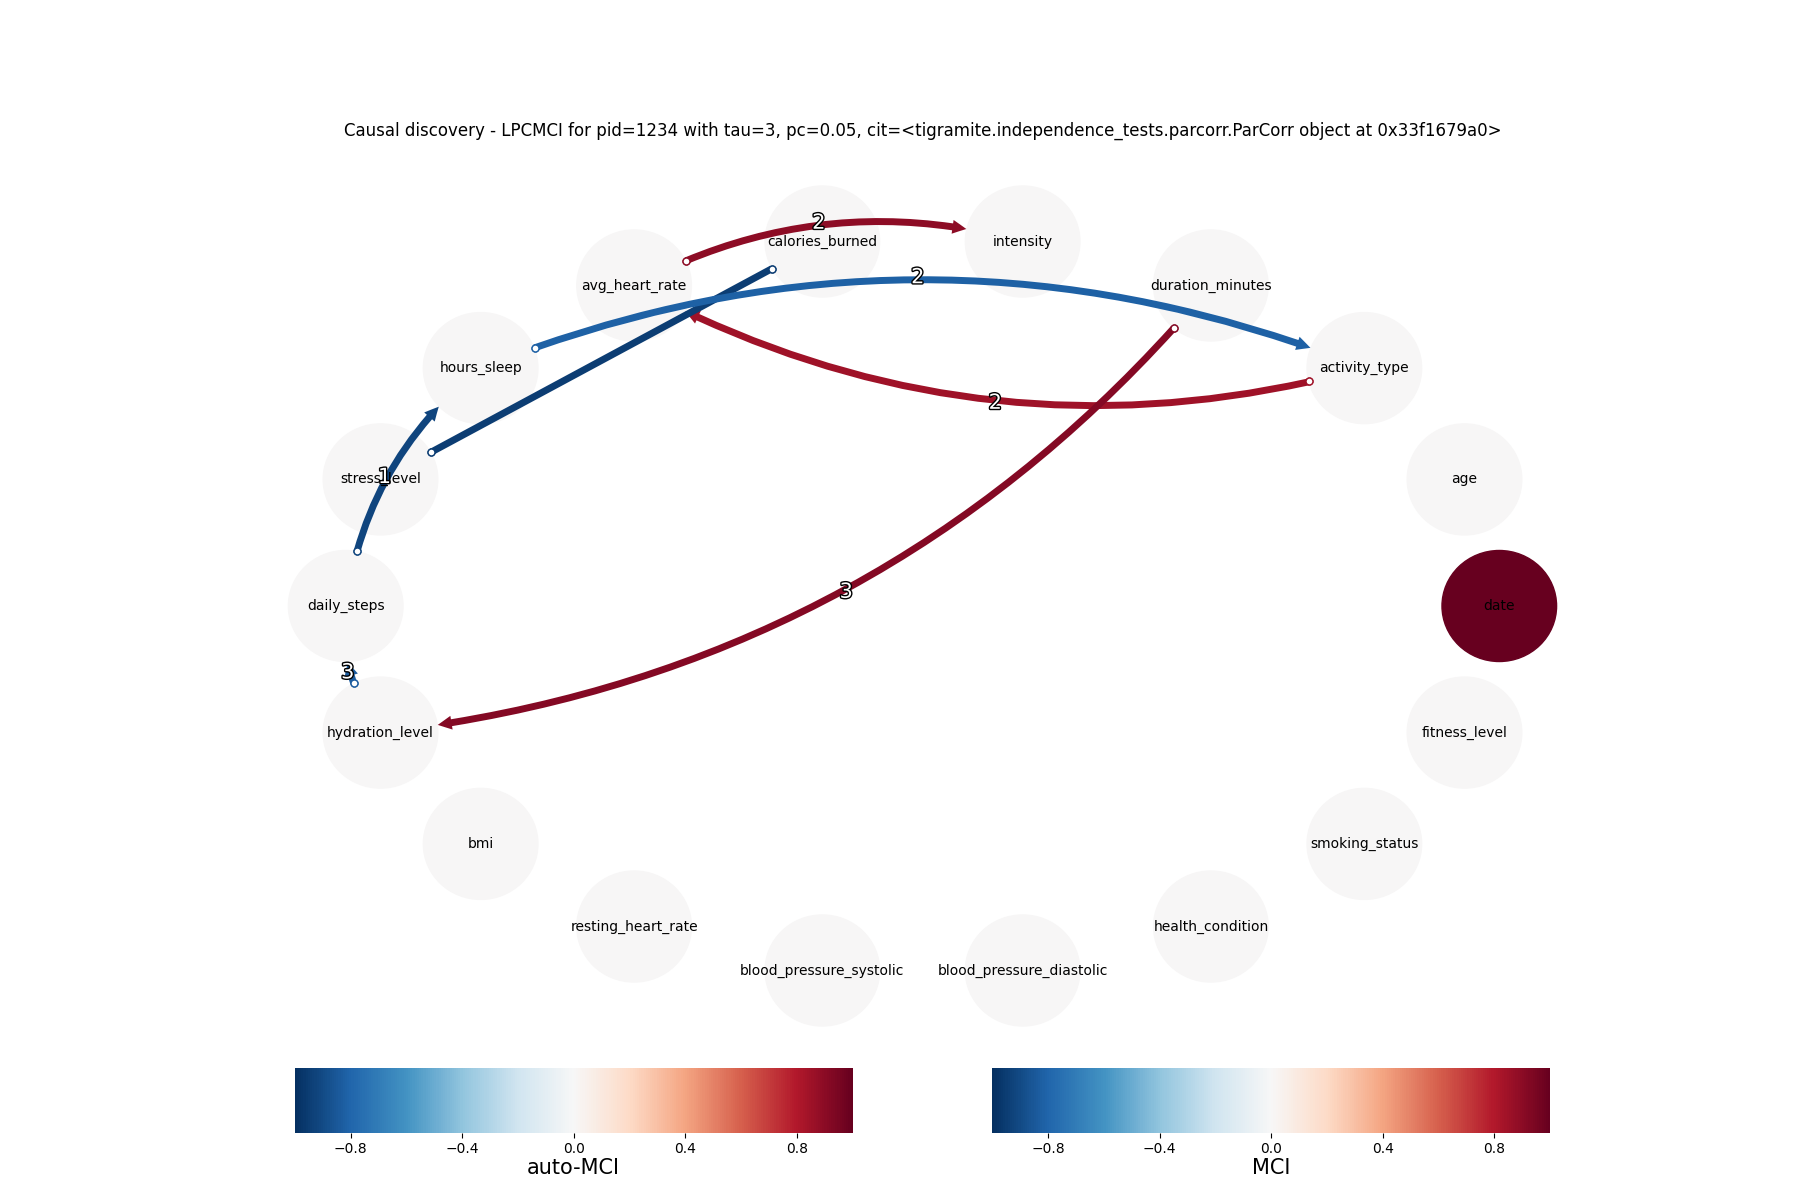 Causal discovery - LPCMCI for pid=1234 with tau=3, pc=0.05, cit=<tigramite.independence_tests.parcorr.ParCorr object at 0x33f1679a0>
2
calories_burned
intensity
2
avg_heart_rate
duration_minutes
hours_sleep
activity_type
2
stress_level
1
age
3
daily_steps
date
3
hydration_level
fitness_level
bmi
smoking_status
resting_heart_rate
health_condition
blood_pressure_systolic
blood_pressure_diastolic
−0.8 −0.4 0.0 0.4 0.8
auto-MCI
−0.8 −0.4 0.0 0.4 0.8
MCI